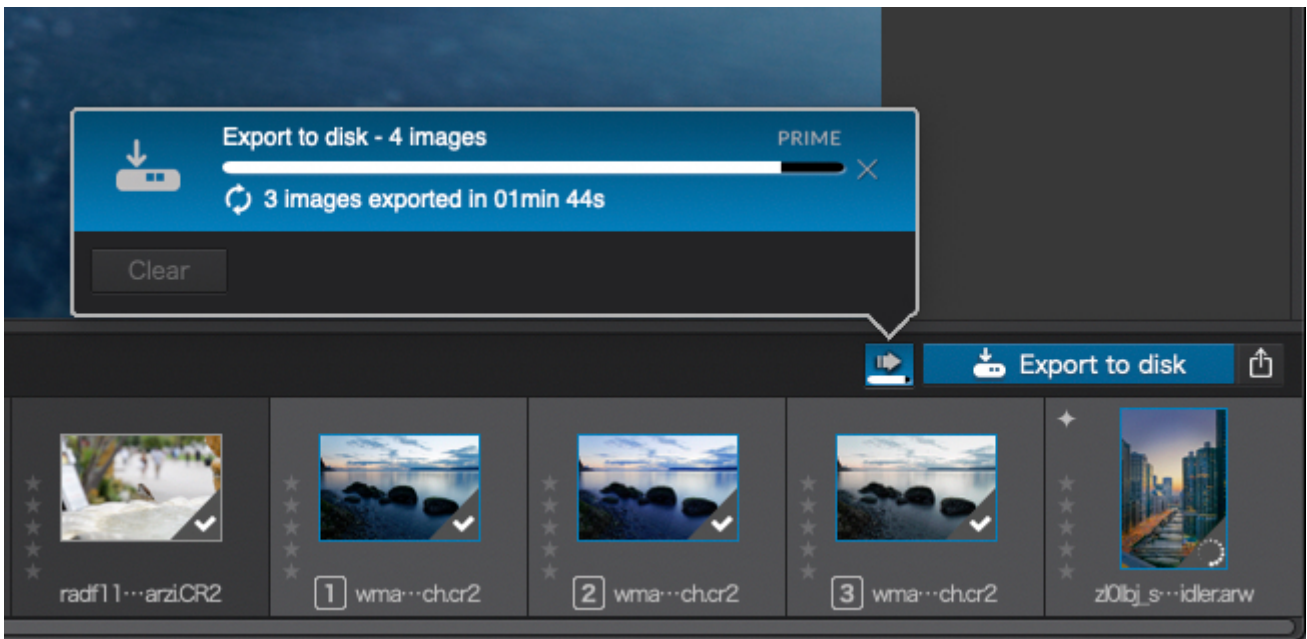 Export to disk - 4 images PRIME
3 images exported in 01min 44s
Clear
Export to disk
radf11···arzi.CR2
1 wma···ch.cr2
2 wma···ch.cr2
3 wma···ch.cr2
zl0lbj_s···idler.arw